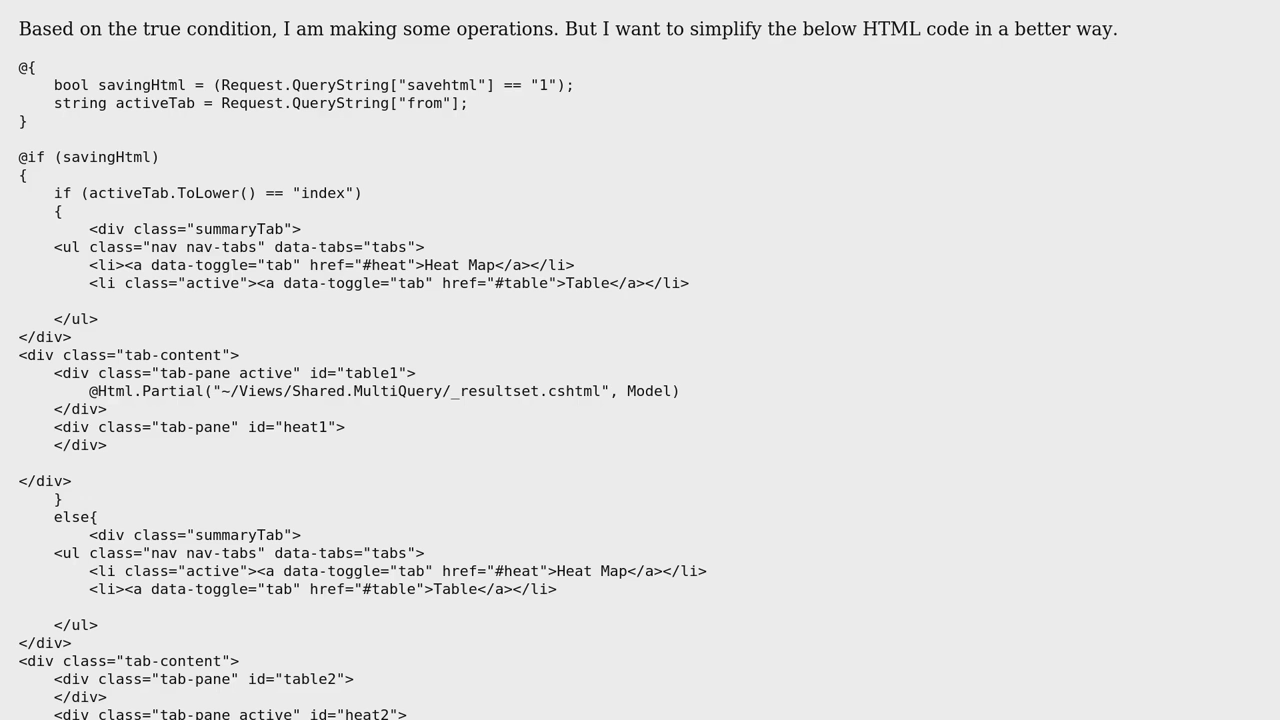 Based on the true condition, I am making some operations. But I want to simplify the below HTML code in a better way.
@{
    bool savingHtml = (Request.QueryString["savehtml"] == "1");
    string activeTab = Request.QueryString["from"];
}

@if (savingHtml)
{
    if (activeTab.ToLower() == "index")
    {
        <div class="summaryTab">
    <ul class="nav nav-tabs" data-tabs="tabs">
        <li><a data-toggle="tab" href="#heat">Heat Map</a></li>
        <li class="active"><a data-toggle="tab" href="#table">Table</a></li>

    </ul>
</div>
<div class="tab-content">
    <div class="tab-pane active" id="table1">
        @Html.Partial("~/Views/Shared.MultiQuery/_resultset.cshtml", Model)
    </div>
    <div class="tab-pane" id="heat1">
    </div>

</div>
    }
    else{
        <div class="summaryTab">
    <ul class="nav nav-tabs" data-tabs="tabs">
        <li class="active"><a data-toggle="tab" href="#heat">Heat Map</a></li>
        <li><a data-toggle="tab" href="#table">Table</a></li>

    </ul>
</div>
<div class="tab-content">
    <div class="tab-pane" id="table2">
    </div>
    <div class="tab-pane active" id="heat2">